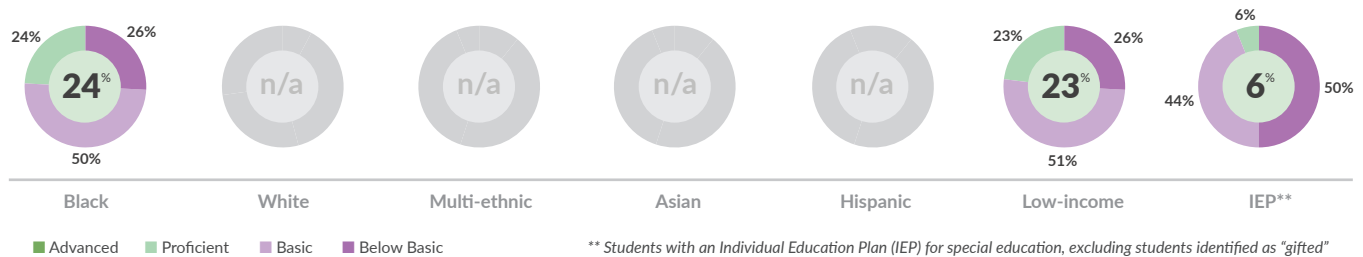 6%
24% 26% 23% 26%
24% n/a n/a n/a n/a 23% 6%
44% 50%
50% 51%
Black White Multi-ethnic Asian Hispanic Low-income IEP**
Advanced Proficient Basic Below Basic ** Students with an Individual Education Plan (IEP) for special education, excluding students identified as “gifted”